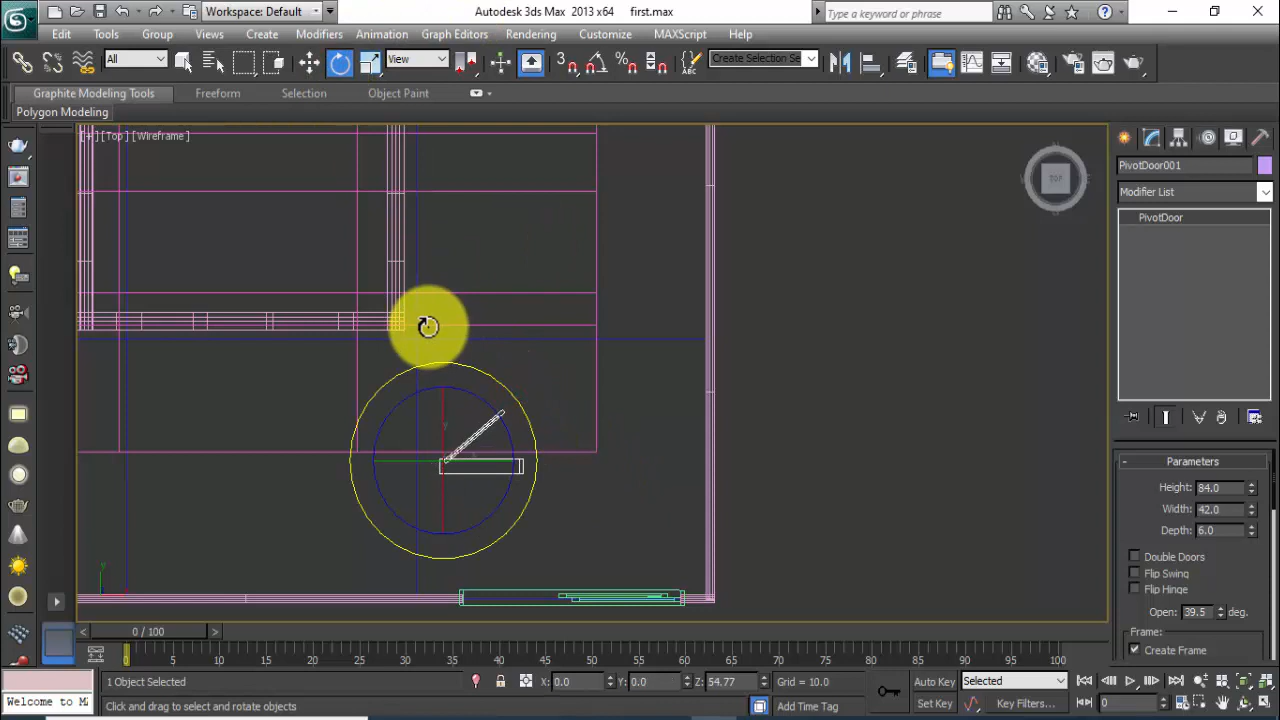 Workspace: Default
Autodesk 3ds Max 2013 x64
first.max
Type a keyword or phrase
Edit Tools Group Views Create Modifiers Animation Graph Editors Rendering Customize MAXScript Help
All
View
3
Create Selection Se
Graphite Modeling Tools Freeform Selection Object Paint
Polygon Modeling
[+] [Top] [Wireframe]
TOP
PivotDoor001
Modifier List
PivotDoor
Parameters
Height: 84.0
Width: 42.0
Depth: 6.0
Double Doors
Flip Swing
Flip Hinge
Open: 39.5 deg.
Frame:
Create Frame
y
0 / 100
0 5 10 15 20 25 30 35 40 45 50 55 60 65 70 75 80 85 90 95 100
1 Object Selected
X: 0.0 Y: 0.0 Z: 54.77
Grid = 10.0
Auto Key
Selected
Welcome to M
Click and drag to select and rotate objects
Add Time Tag
Set Key
Key Filters...
0